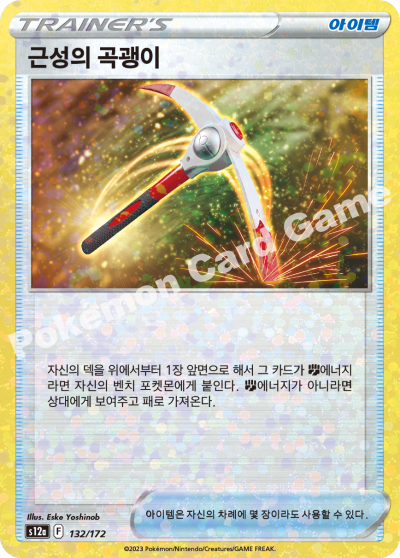 TRAINER'S
아이템
근성의 곡괭이
Pokémon Card Game
자신의 덱을 위에서부터 1장 앞면으로 해서 그 카드가 에너지
라면 자신의 벤치 포켓몬에게 붙인다. 에너지가 아니라면
상대에게 보여주고 패로 가져온다.
Illus. Eske Yoshinob
s12a F 132/172
아이템은 자신의 차례에 몇 장이라도 사용할 수 있다.
©2023 Pokémon/Nintendo/Creatures/GAME FREAK.